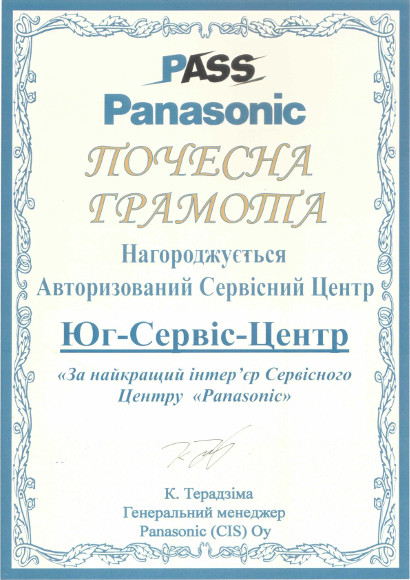 PASS
Panasonic
ПОЧЕСНА
ГРАМОТА
Нагороджується
Авторизований Сервісний Центр
Юг-Сервіс-Центр
«За найкращий інтер’єр Сервісного
Центру «Panasonic»
К. Терадзіма
Генеральний менеджер
Panasonic (CIS) Oy